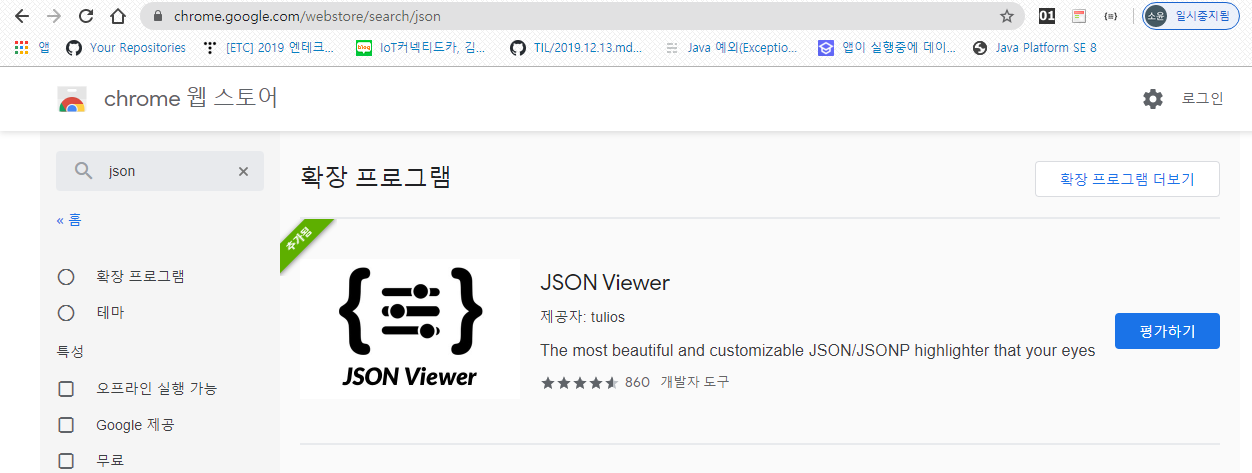 chrome.google.com/webstore/search/json
01
소윤 일시중지됨
앱 Your Repositories [ETC] 2019 엔테크... blog IoT커넥티드카, 김... TIL/2019.12.13.md... Java 예외(Exceptio... 앱이 실행중에 데이... Java Platform SE 8
chrome 웹 스토어
로그인
json
« 홈
확장 프로그램
테마
특성
오프라인 실행 가능
Google 제공
무료
확장 프로그램
확장 프로그램 더보기
추가됨
JSON Viewer
JSON Viewer
제공자: tulios
The most beautiful and customizable JSON/JSONP highlighter that your eyes
860 개발자 도구
평가하기